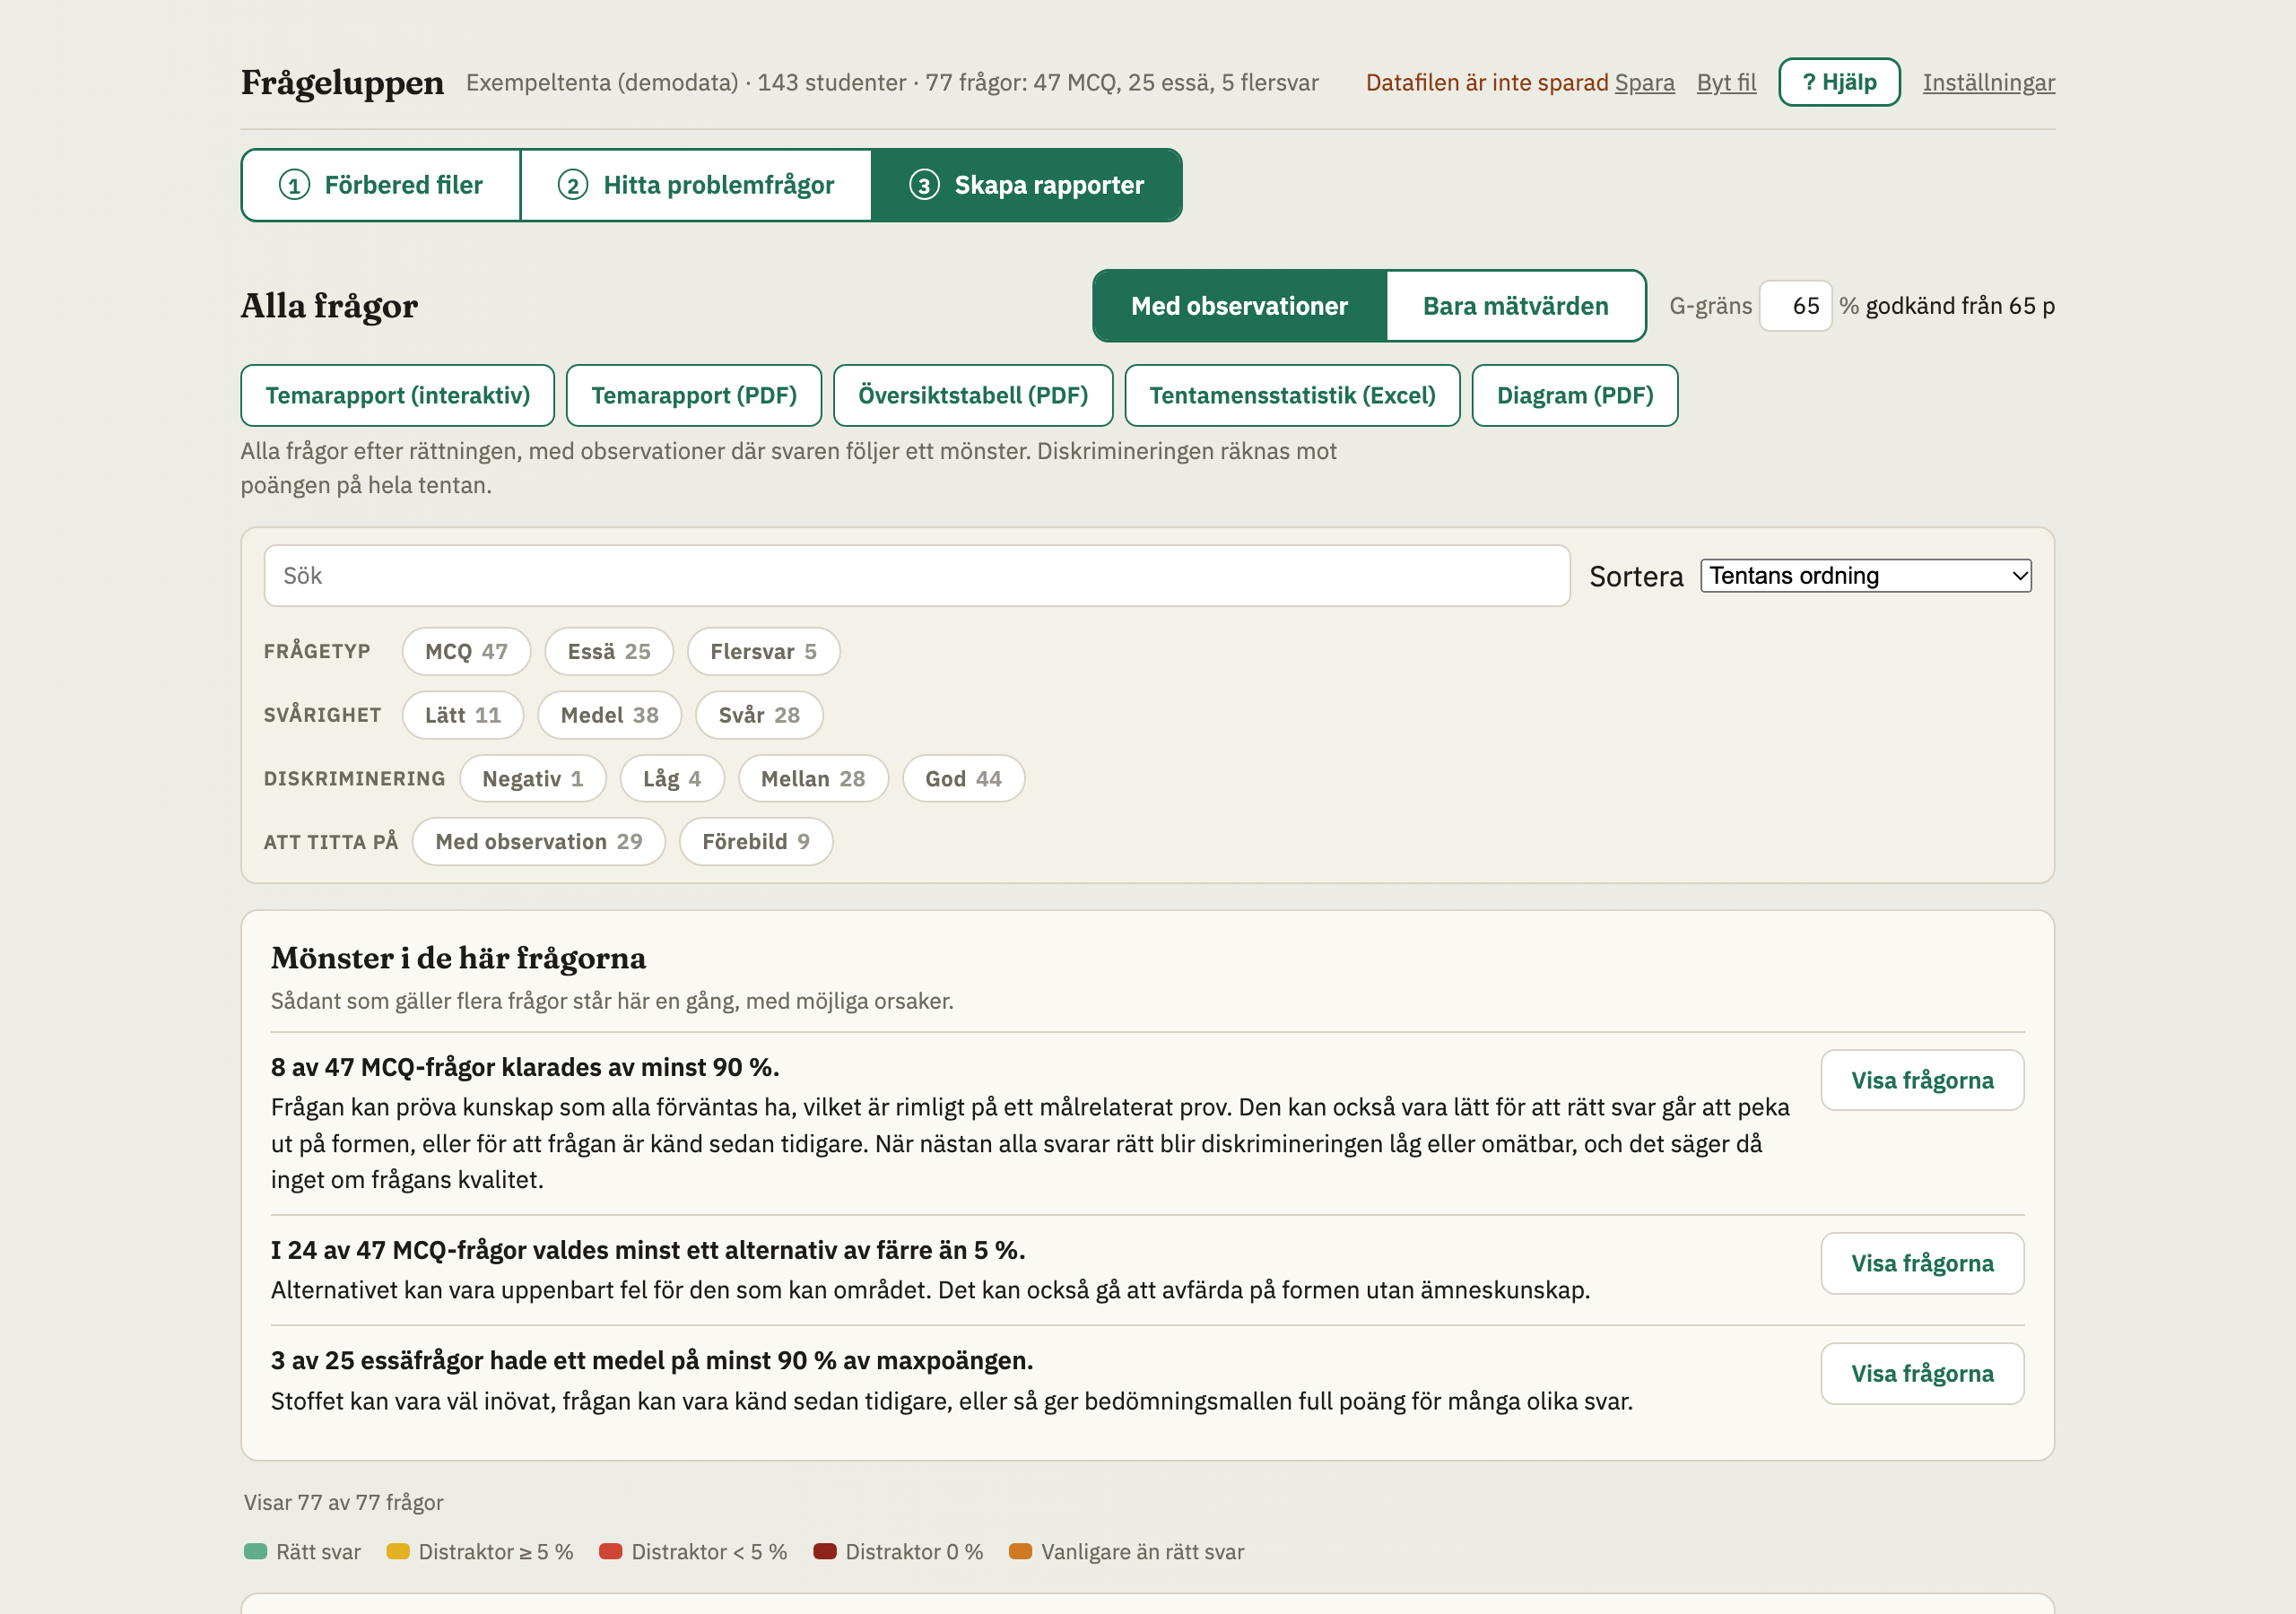 Frågeluppen Exempeltenta (demodata) · 143 studenter · 77 frågor: 47 MCQ, 25 essä, 5 flersvar Datafilen är inte sparad Spara Byt fil ? Hjälp Inställningar
1 Förbered filer 2 Hitta problemfrågor 3 Skapa rapporter
Alla frågor Med observationer Bara mätvärden G-gräns 65 % godkänd från 65 p
Temarapport (interaktiv) Temarapport (PDF) Översiktstabell (PDF) Tentamensstatistik (Excel) Diagram (PDF)
Alla frågor efter rättningen, med observationer där svaren följer ett mönster. Diskrimineringen räknas mot
poängen på hela tentan.
Sök Sortera Tentans ordning
FRÅGETYP MCQ 47 Essä 25 Flersvar 5
SVÅRIGHET Lätt 11 Medel 38 Svår 28
DISKRIMINERING Negativ 1 Låg 4 Mellan 28 God 44
ATT TITTA PÅ Med observation 29 Förebild 9
Mönster i de här frågorna
Sådant som gäller flera frågor står här en gång, med möjliga orsaker.
8 av 47 MCQ-frågor klarades av minst 90 %. Visa frågorna
Frågan kan pröva kunskap som alla förväntas ha, vilket är rimligt på ett målrelaterat prov. Den kan också vara lätt för att rätt svar går att peka
ut på formen, eller för att frågan är känd sedan tidigare. När nästan alla svarar rätt blir diskrimineringen låg eller omätbar, och det säger då
inget om frågans kvalitet.
I 24 av 47 MCQ-frågor valdes minst ett alternativ av färre än 5 %. Visa frågorna
Alternativet kan vara uppenbart fel för den som kan området. Det kan också gå att avfärda på formen utan ämneskunskap.
3 av 25 essäfrågor hade ett medel på minst 90 % av maxpoängen. Visa frågorna
Stoffet kan vara väl inövat, frågan kan vara känd sedan tidigare, eller så ger bedömningsmallen full poäng för många olika svar.
Visar 77 av 77 frågor
Rätt svar Distraktor ≥ 5 % Distraktor < 5 % Distraktor 0 % Vanligare än rätt svar